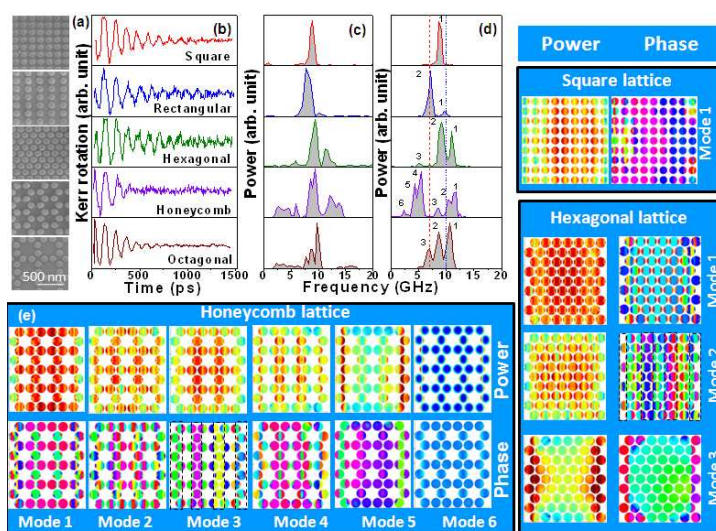 (a)
(b)
(c)
(d)
Kerr rotation (arb. unit)
Square
Rectangular
Hexagonal
Honeycomb
Octagonal
0 500 1000 1500
Time (ps)
500 nm
Power (arb. unit)
0 5 10 15 20
Power (arb. unit)
1
2
1
3
2
1
6
5
4
3
2
1
3
2
1
0 5 10 15 20
Frequency (GHz)
Power Phase
Square lattice
Mode 1
Hexagonal lattice
Mode 1
Mode 2
Mode 3
(e)
Honeycomb lattice
Power
Phase
Mode 1 Mode 2 Mode 3 Mode 4 Mode 5 Mode 6